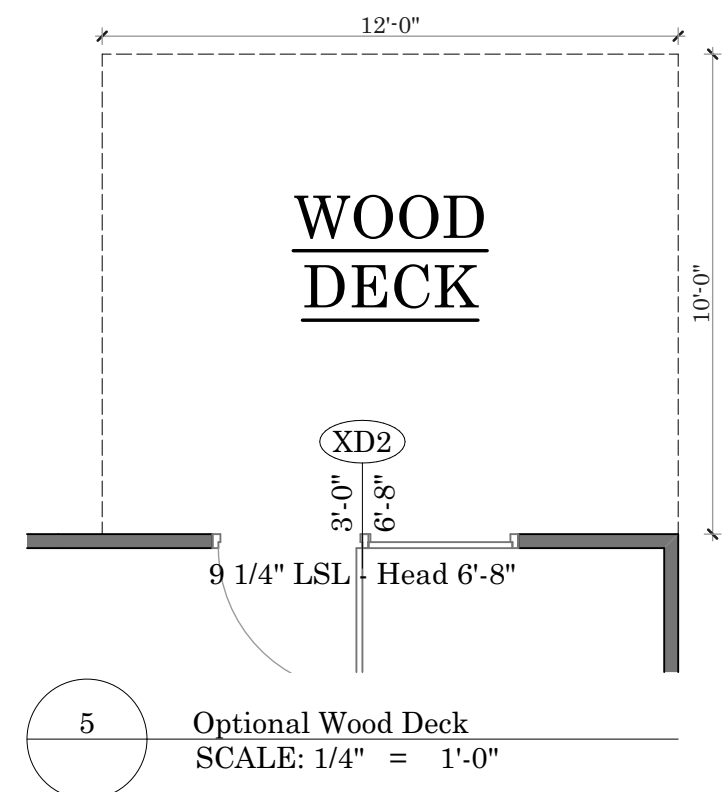 12'-0"
WOOD
DECK
10'-0"
XD2
3'-0"
6'-8"
9 1/4" LSL - Head 6'-8"
5
Optional Wood Deck
SCALE: 1/4" = 1'-0"